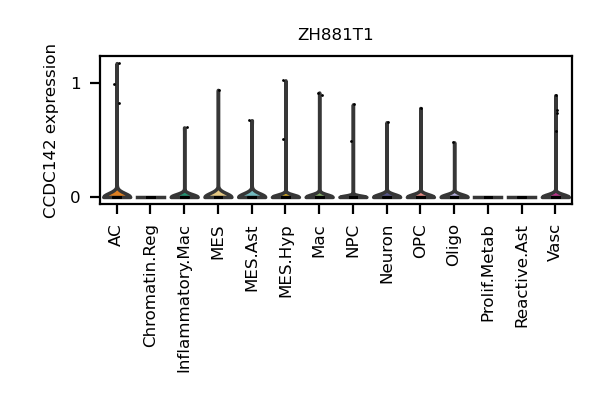 ZH881T1
CCDC142 expression
1
0
AC
Chromatin.Reg
Inflammatory.Mac
MES
MES.Ast
MES.Hyp
Mac
NPC
Neuron
OPC
Oligo
Prolif.Metab
Reactive.Ast
Vasc